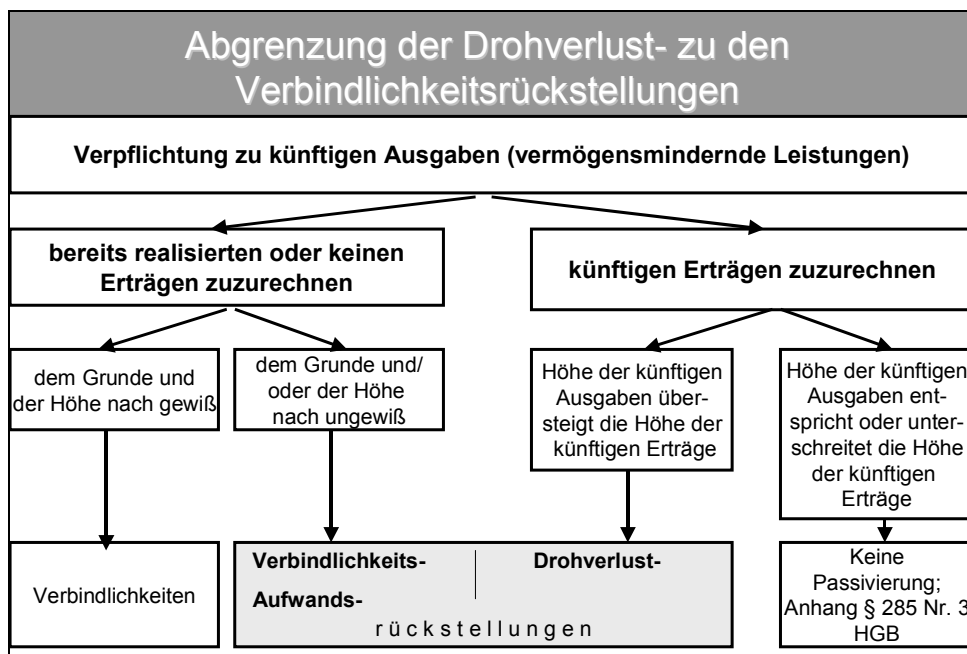 Abgrenzung der Drohverlust- zu den
Verbindlichkeitsrückstellungen
Verpflichtung zu künftigen Ausgaben (vermögensmindernde Leistungen)
bereits realisierten oder keinen
Erträgen zuzurechnen
künftigen Erträgen zuzurechnen
dem Grunde und
der Höhe nach gewiß
dem Grunde und/
oder der Höhe
nach ungewiß
Höhe der künftigen
Ausgaben über-
steigt die Höhe der
künftigen Erträge
Höhe der künftigen
Ausgaben ent-
spricht oder unter-
schreitet die Höhe
der künftigen
Erträge
Verbindlichkeiten
Verbindlichkeits-
Aufwands-
Drohverlust-
rückstellungen
Keine
Passivierung;
Anhang § 285 Nr. 3
HGB